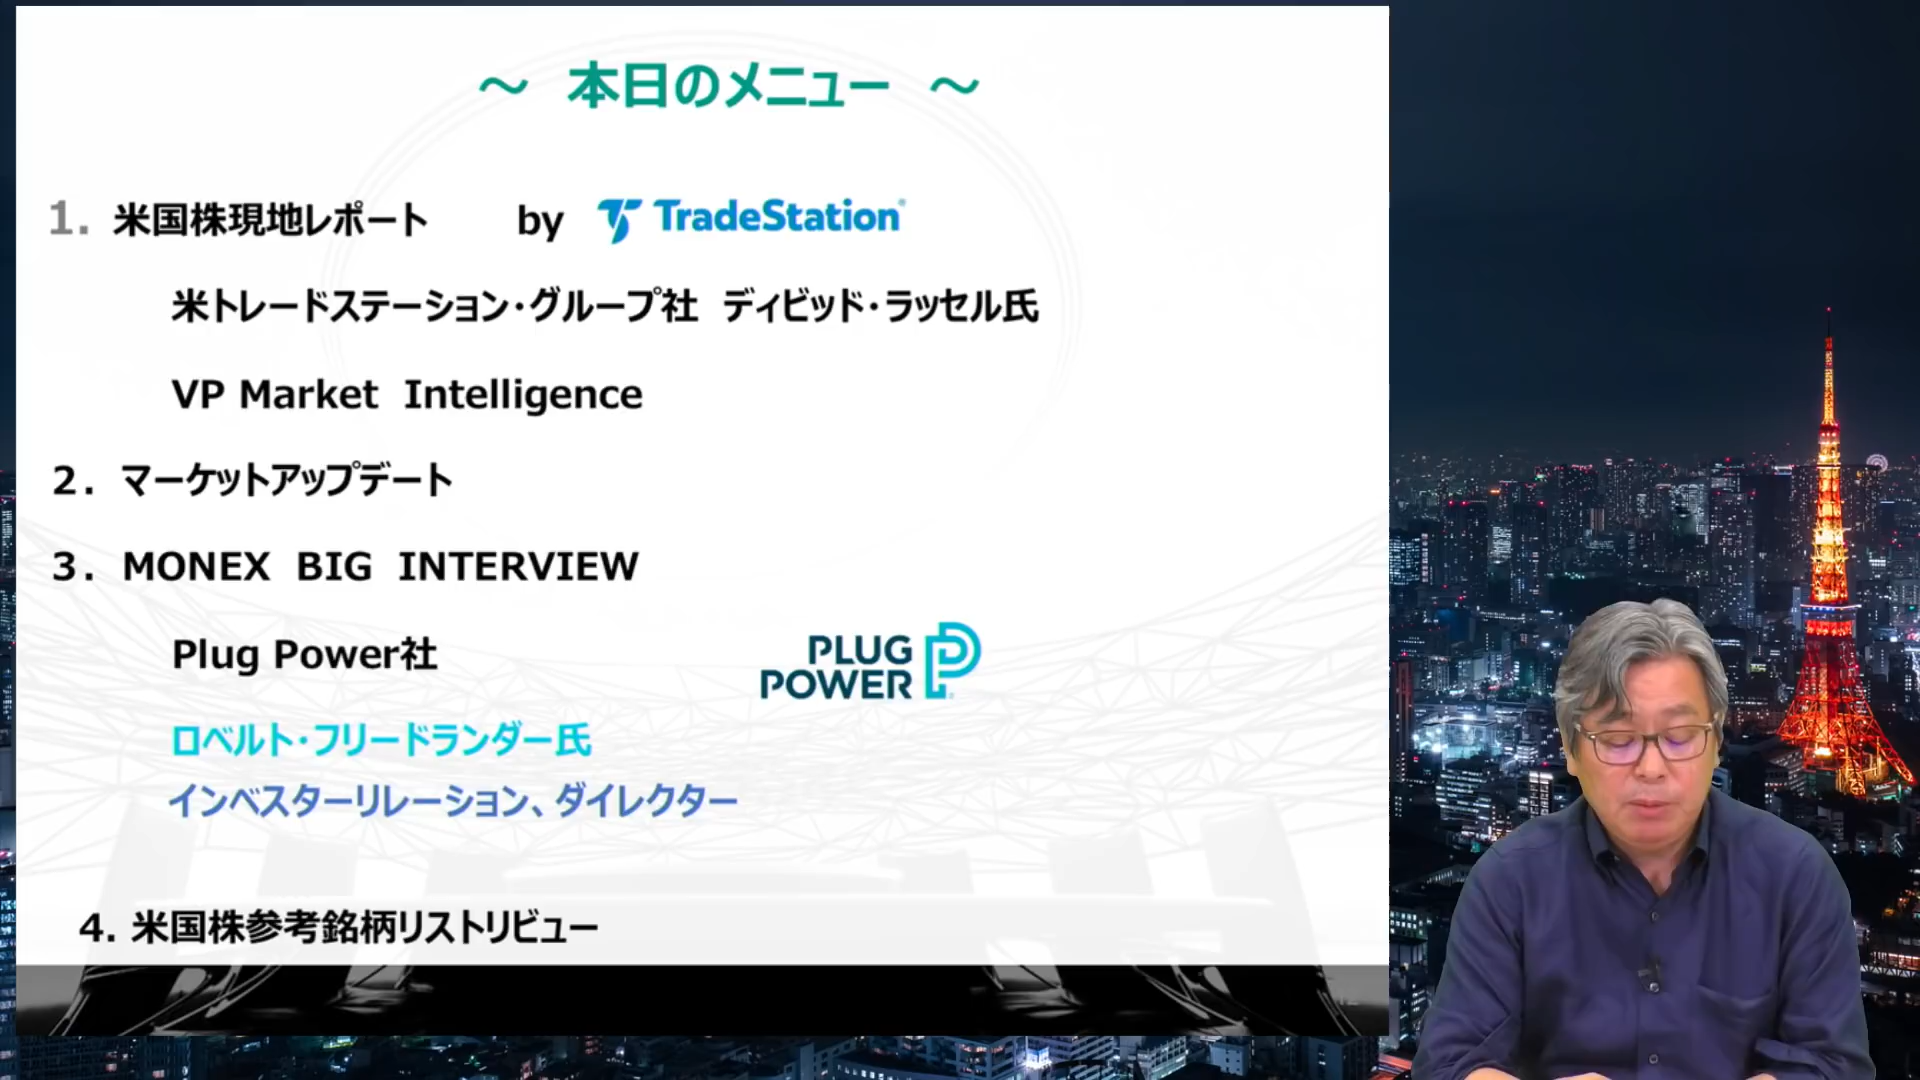 ～ 本日のメニュー ～
1. 米国株現地レポート by TradeStation
米トレードステーション・グループ社 ディビッド・ラッセル氏
VP Market Intelligence
2. マーケットアップデート
3. MONEX BIG INTERVIEW
Plug Power社
PLUG
POWER
ロベルト・フリードランダー氏
インベスターリレーション、ダイレクター
4. 米国株参考銘柄リストリビュー